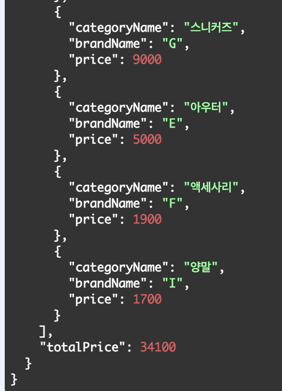 },
{
"categoryName": "스니커즈",
"brandName": "G",
"price": 9000
},
{
"categoryName": "아우터",
"brandName": "E",
"price": 5000
},
{
"categoryName": "액세사리",
"brandName": "F",
"price": 1900
},
{
"categoryName": "양말",
"brandName": "I",
"price": 1700
}
],
"totalPrice": 34100
}
}